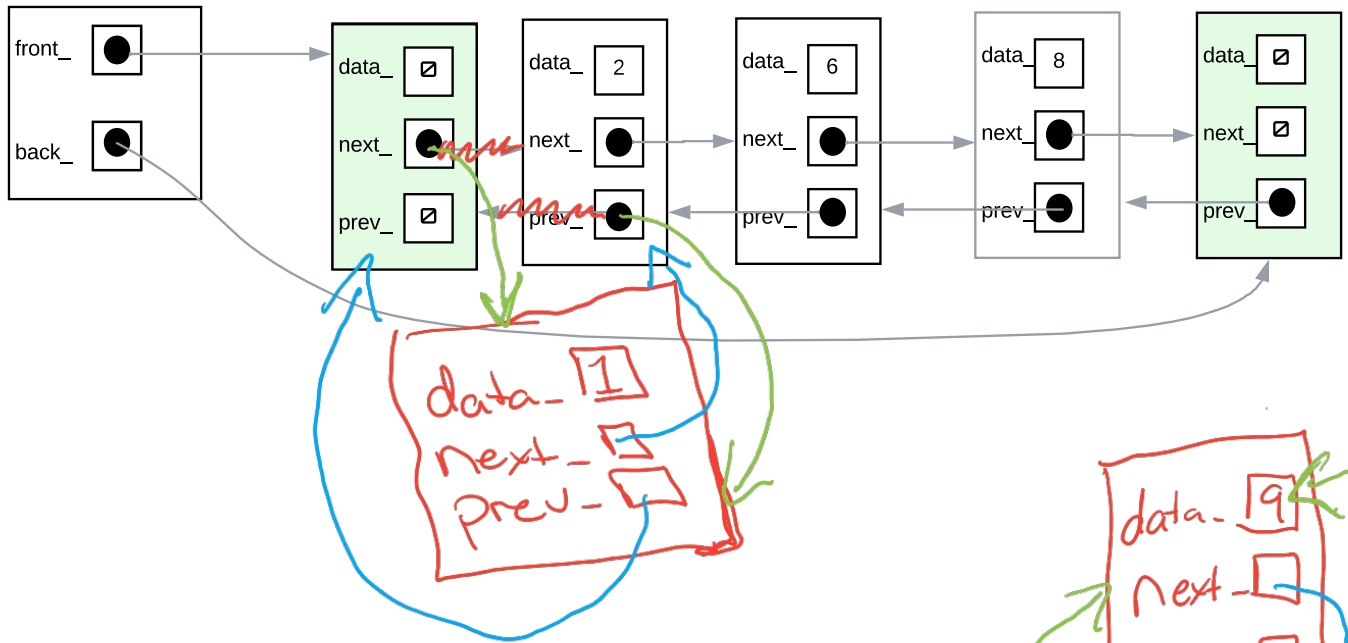 front_
back_
data_
next_
prev_
data_ 2
next_
prev_
data_ 6
next_
prev_
data_ 8
next_
prev_
data_
next_
prev_
data_ 1
next_
prev_
data_ 9
next_